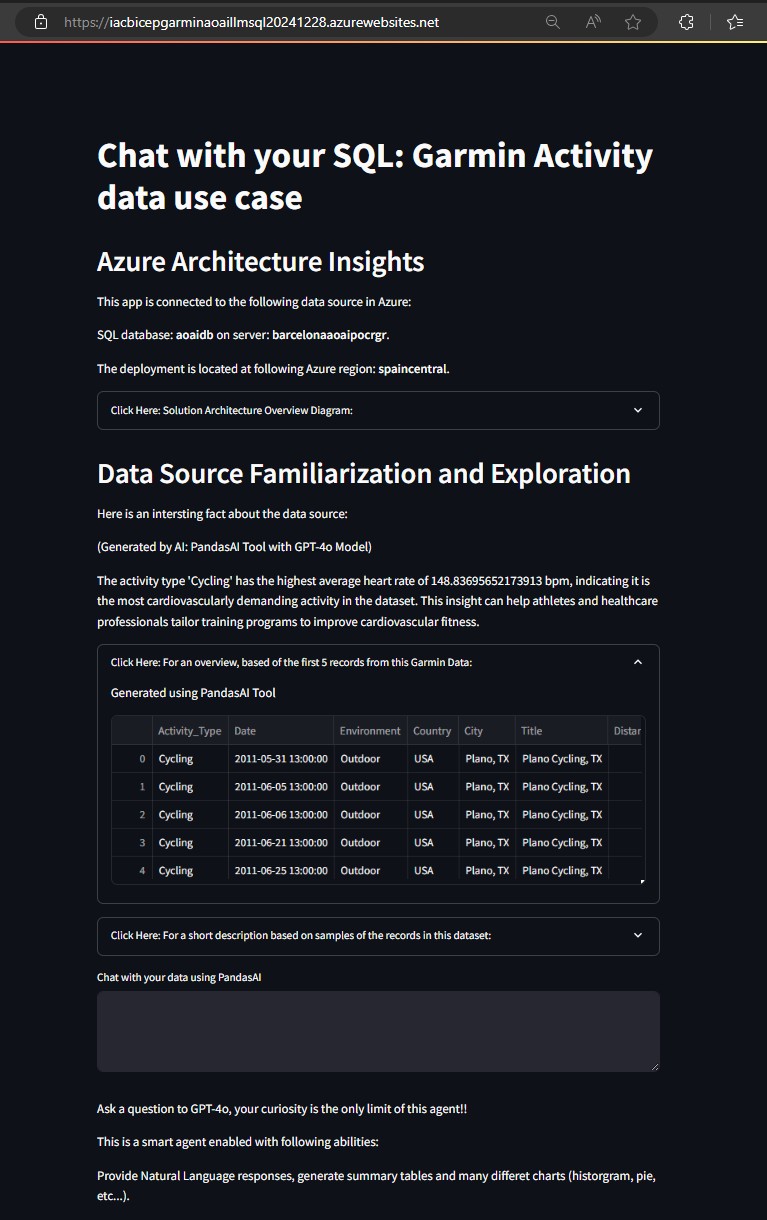 https://iacbicepgarminaoaillmsql20241228.azurewebsites.net
Chat with your SQL: Garmin Activity
data use case
Azure Architecture Insights
This app is connected to the following data source in Azure:
SQL database: aoaidb on server: barcelonaaoaipocrgr.
The deployment is located at following Azure region: spaincentral.
Click Here: Solution Architecture Overview Diagram:
Data Source Familiarization and Exploration
Here is an intersting fact about the data source:
(Generated by AI: PandasAI Tool with GPT-4o Model)
The activity type 'Cycling' has the highest average heart rate of 148.83695652173913 bpm, indicating it is
the most cardiovascularly demanding activity in the dataset. This insight can help athletes and healthcare
professionals tailor training programs to improve cardiovascular fitness.
Click Here: For an overview, based of the first 5 records from this Garmin Data:
Generated using PandasAI Tool
Activity_Type Date Environment Country City Title Distar
0 Cycling 2011-05-31 13:00:00 Outdoor USA Plano, TX Plano Cycling, TX
1 Cycling 2011-06-05 13:00:00 Outdoor USA Plano, TX Plano Cycling, TX
2 Cycling 2011-06-06 13:00:00 Outdoor USA Plano, TX Plano Cycling, TX
3 Cycling 2011-06-21 13:00:00 Outdoor USA Plano, TX Plano Cycling, TX
4 Cycling 2011-06-25 13:00:00 Outdoor USA Plano, TX Plano Cycling, TX
Click Here: For a short description based on samples of the records in this dataset:
Chat with your data using PandasAI
Ask a question to GPT-4o, your curiosity is the only limit of this agent!!
This is a smart agent enabled with following abilities:
Provide Natural Language responses, generate summary tables and many differet charts (historgram, pie,
etc...).